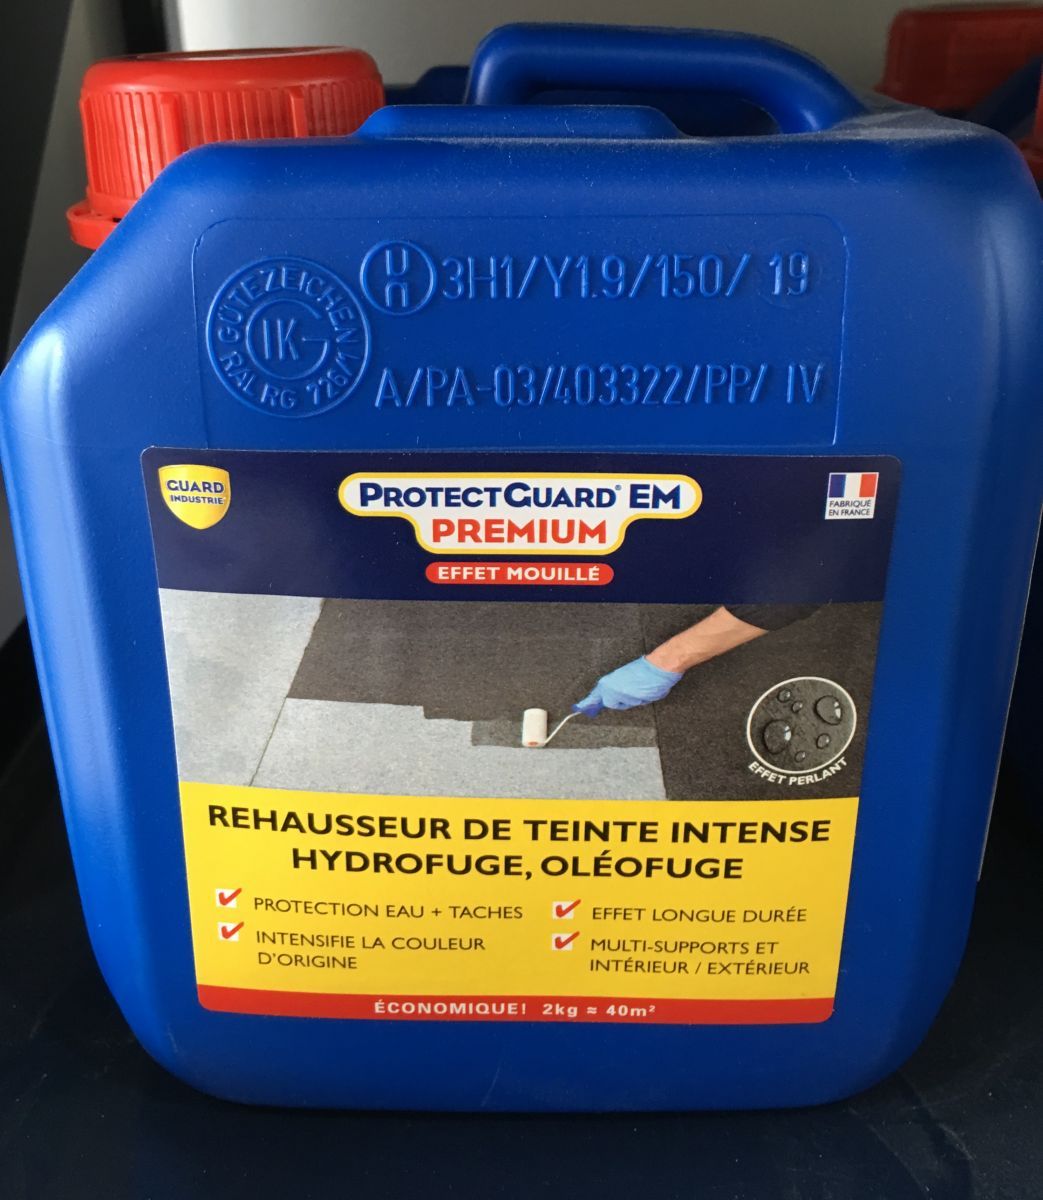 3H1/Y1.9/150/ 19
GÜTEZEICHEN
IK
RAL RG 726/1
A/PA-03/403322/PP/ IV
GUARD
INDUSTRIE
PROTECTGUARD® EM
PREMIUM
EFFET MOUILLÉ
FABRIQUÉ
EN FRANCE
EFFET PERLANT
REHAUSSEUR DE TEINTE INTENSE
HYDROFUGE, OLÉOFUGE
PROTECTION EAU + TACHES
INTENSIFIE LA COULEUR
D'ORIGINE
EFFET LONGUE DURÉE
MULTI-SUPPORTS ET
INTÉRIEUR / EXTÉRIEUR
ÉCONOMIQUE! 2kg ≈ 40m²